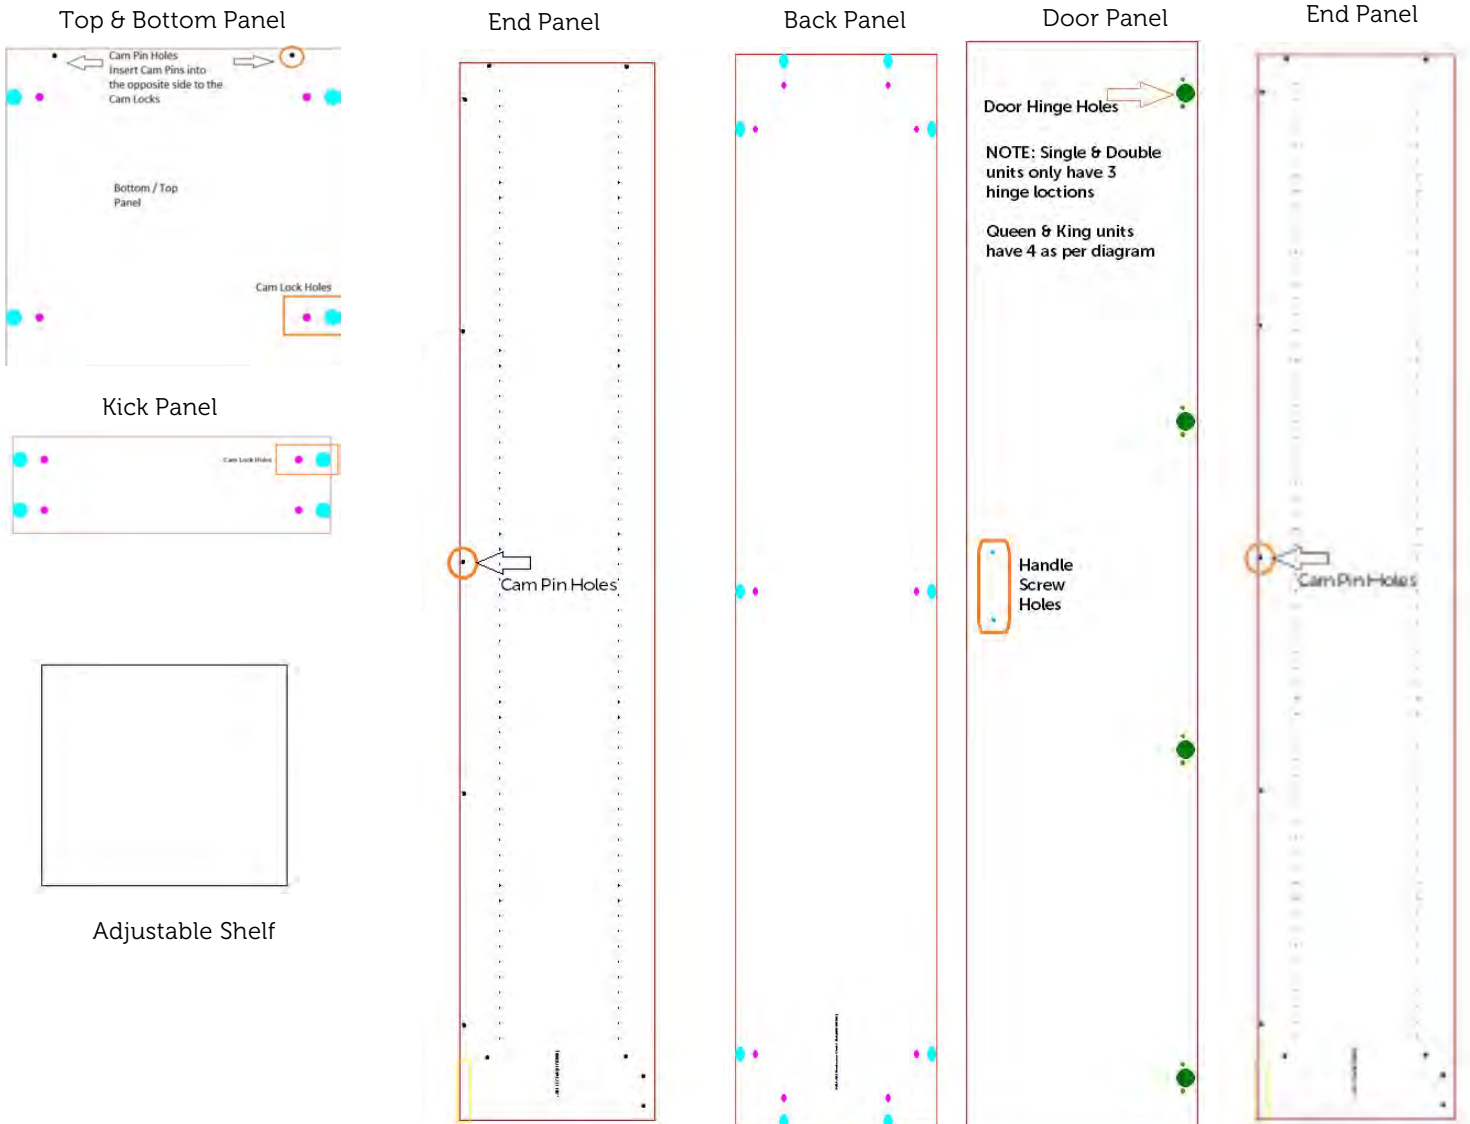 Top & Bottom Panel
End Panel
Back Panel
Door Panel
End Panel
Cam Pin Holes
Insert Cam Pins into
the opposite side to the
Cam Locks
Bottom / Top
Panel
Cam Lock Holes
Door Hinge Holes
NOTE: Single & Double
units only have 3
hinge loctions
Queen & King units
have 4 as per diagram
Kick Panel
Cam Lock Holes
Cam Pin Holes
Handle
Screw
Holes
Cam Pin Holes
Adjustable Shelf